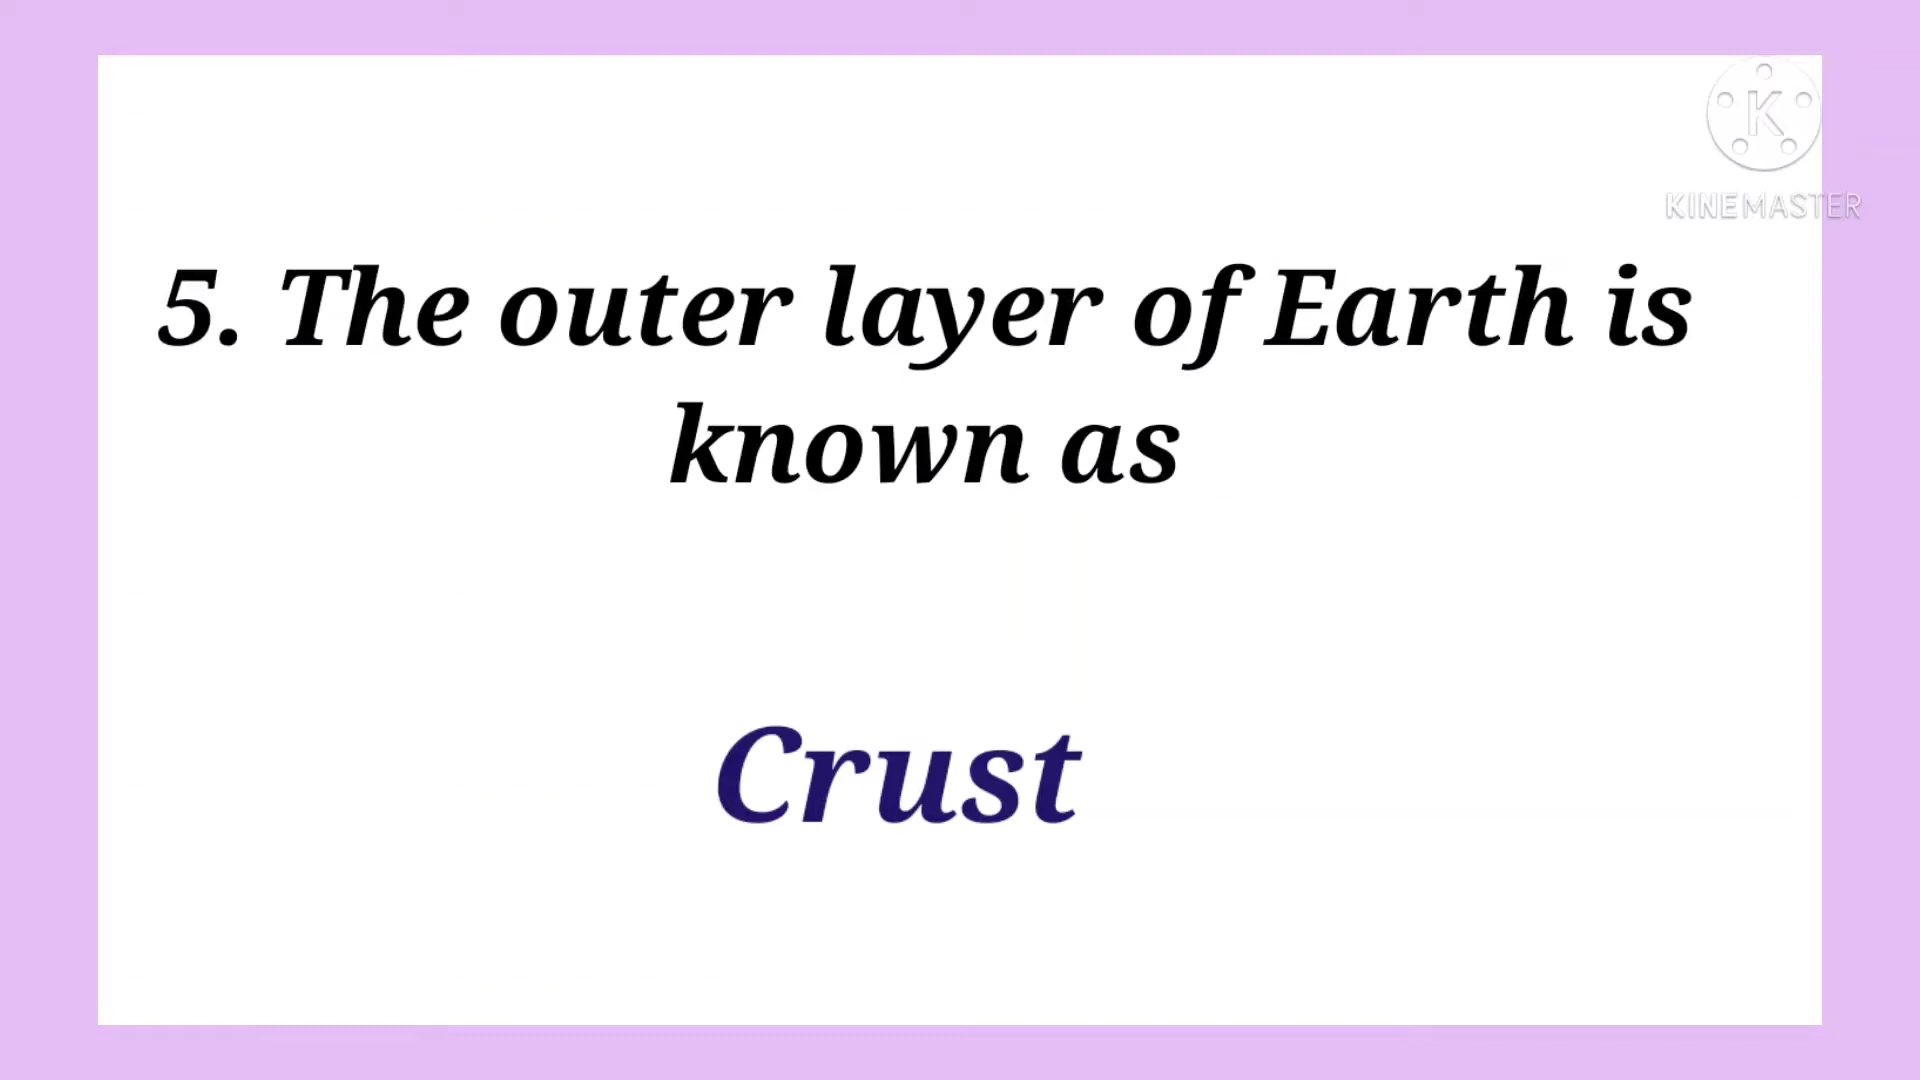 K
KINEMASTER
5. The outer layer of Earth is
known as
Crust